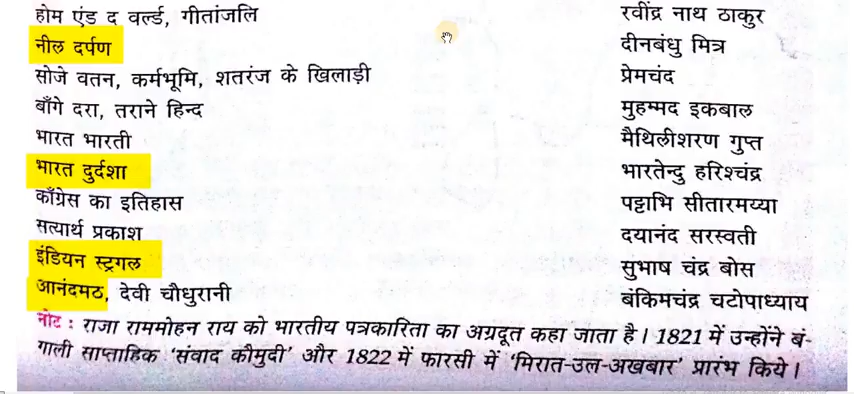 होम एंड द वर्ल्ड, गीतांजलि रवींद्र नाथ ठाकुर
नील दर्पण दीनबंधु मित्र
सोजे वतन, कर्मभूमि, शतरंज के खिलाड़ी प्रेमचंद
बाँगे दरा, तराने हिन्द मुहम्मद इकबाल
भारत भारती मैथिलीशरण गुप्त
भारत दुर्दशा भारतेन्दु हरिश्चंद्र
काँग्रेस का इतिहास पट्टाभि सीतारमय्या
सत्यार्थ प्रकाश दयानंद सरस्वती
इंडियन स्ट्रगल सुभाष चंद्र बोस
आनंदमठ, देवी चौधुरानी बंकिमचंद्र चटोपाध्याय
नोट : राजा राममोहन राय को भारतीय पत्रकारिता का अग्रदूत कहा जाता है। 1821 में उन्होंने बं-
गाली साप्ताहिक 'संवाद कौमुदी' और 1822 में फारसी में 'मिरात-उल-अखबार' प्रारंभ किये।